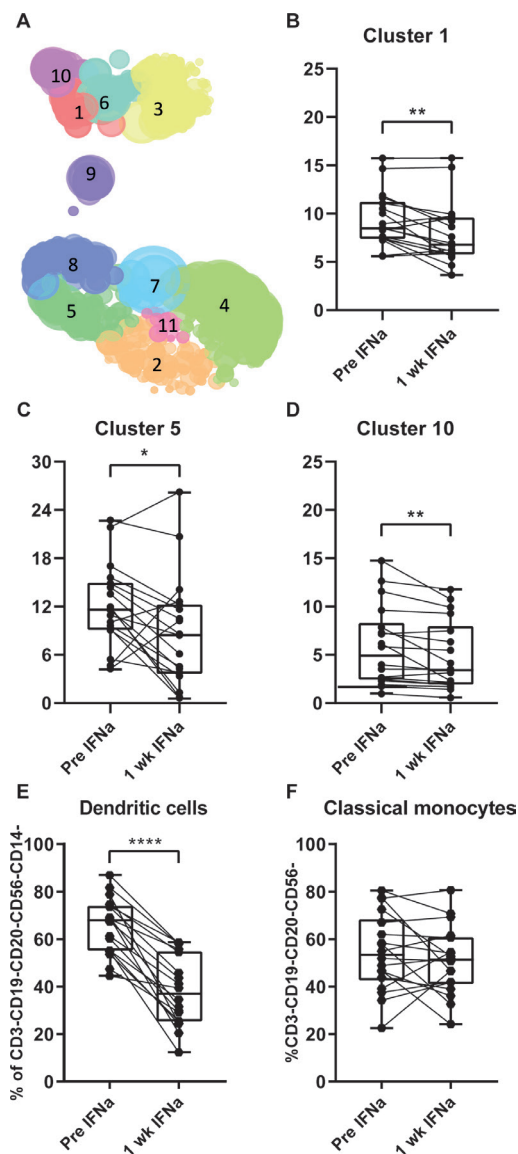 A
10
6
1
3
9
8
7
4
5
11
2
B
Cluster 1
25
20
15
10
5
0
**
Pre IFNa
1 wk IFNa
C
Cluster 5
30
24
18
12
6
0
*
Pre IFNa
1 wk IFNa
D
Cluster 10
25
20
15
10
5
0
**
Pre IFNa
1 wk IFNa
E
Dendritic cells
% of CD3-CD19-CD20-CD56-CD14-
100
80
60
40
20
0
****
Pre IFNa
1 wk IFNa
F
Classical monocytes
%CD3-CD19-CD20-CD56-
100
80
60
40
20
0
Pre IFNa
1 wk IFNa